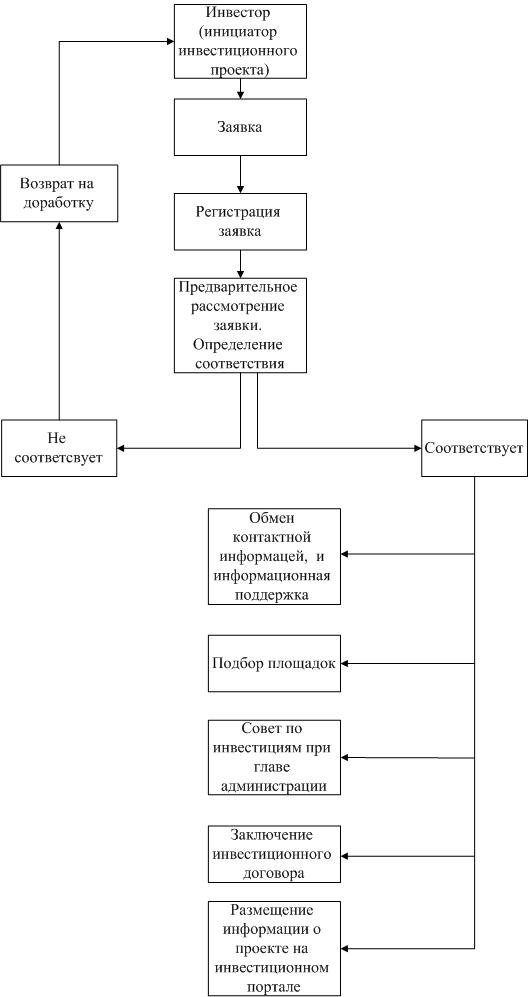 Инвестор
(инициатор
инвестиционного
проекта)
Заявка
Возврат на
доработку
Регистрация
заявка
Предварительное
рассмотрение
заявки.
Определение
соответствия
Не
соответсвует
Соответствует
Обмен
контактной
информацей, и
информационная
поддержка
Подбор площадок
Совет по
инвестициям при
главе
администрации
Заключение
инвестиционного
договора
Размещение
информации о
проекте на
инвестиционном
портале